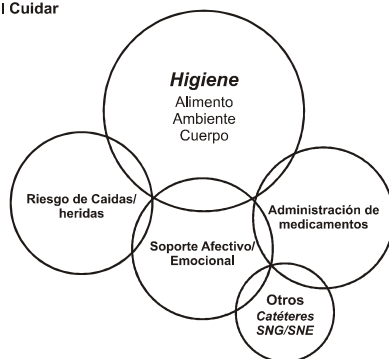 l Cuidar
Higiene
Alimento
Ambiente
Cuerpo
Riesgo de Caidas/
heridas
Soporte Afectivo/
Emocional
Administración de
medicamentos
Otros
Catéteres
SNG/SNE